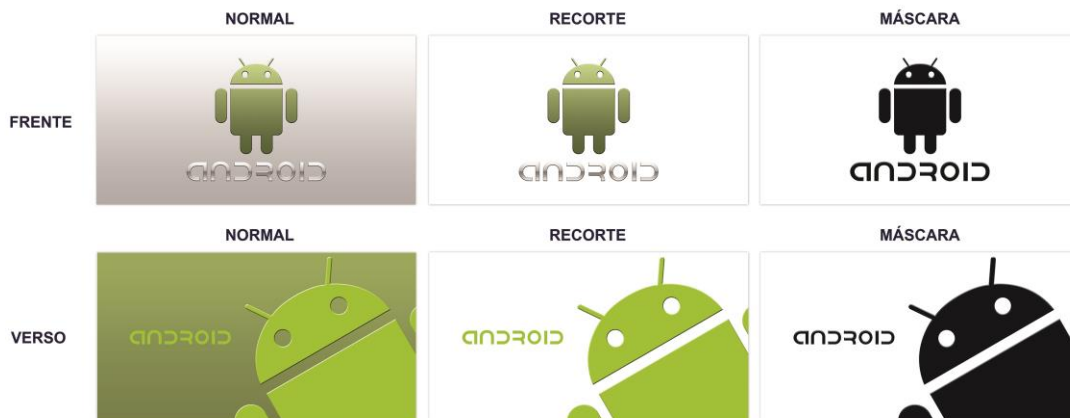 NORMAL RECORTE MÁSCARA
FRENTE
ANDROID ANDROID ANDROID
NORMAL RECORTE MÁSCARA
VERSO
ANDROID ANDROID ANDROID